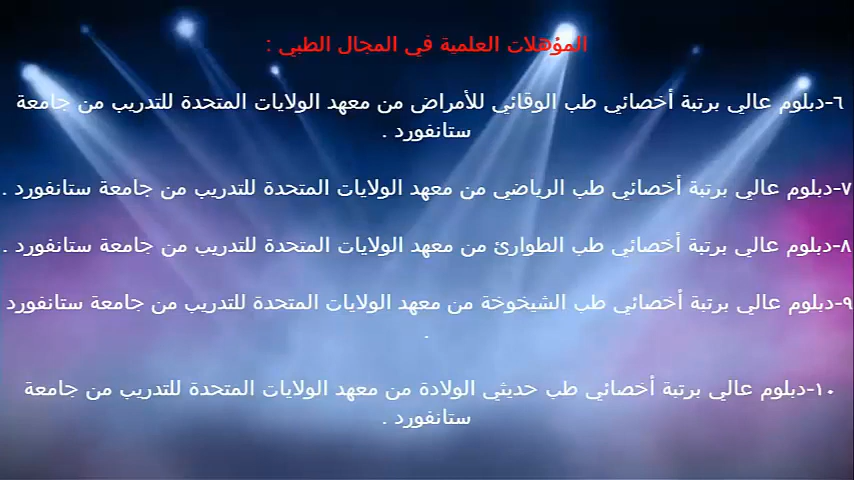 المؤهلات العلمية في المجال الطبي :
٦-دبلوم عالي برتبة أخصائي طب الوقائي للأمراض من معهد الولايات المتحدة للتدريب من جامعة
ستانفورد .
٧-دبلوم عالي برتبة أخصائي طب الرياضي من معهد الولايات المتحدة للتدريب من جامعة ستانفورد .
٨-دبلوم عالي برتبة أخصائي طب الطوارئ من معهد الولايات المتحدة للتدريب من جامعة ستانفورد .
٩-دبلوم عالي برتبة أخصائي طب الشيخوخة من معهد الولايات المتحدة للتدريب من جامعة ستانفورد
.
١٠-دبلوم عالي برتبة أخصائي طب حديثي الولادة من معهد الولايات المتحدة للتدريب من جامعة
ستانفورد .